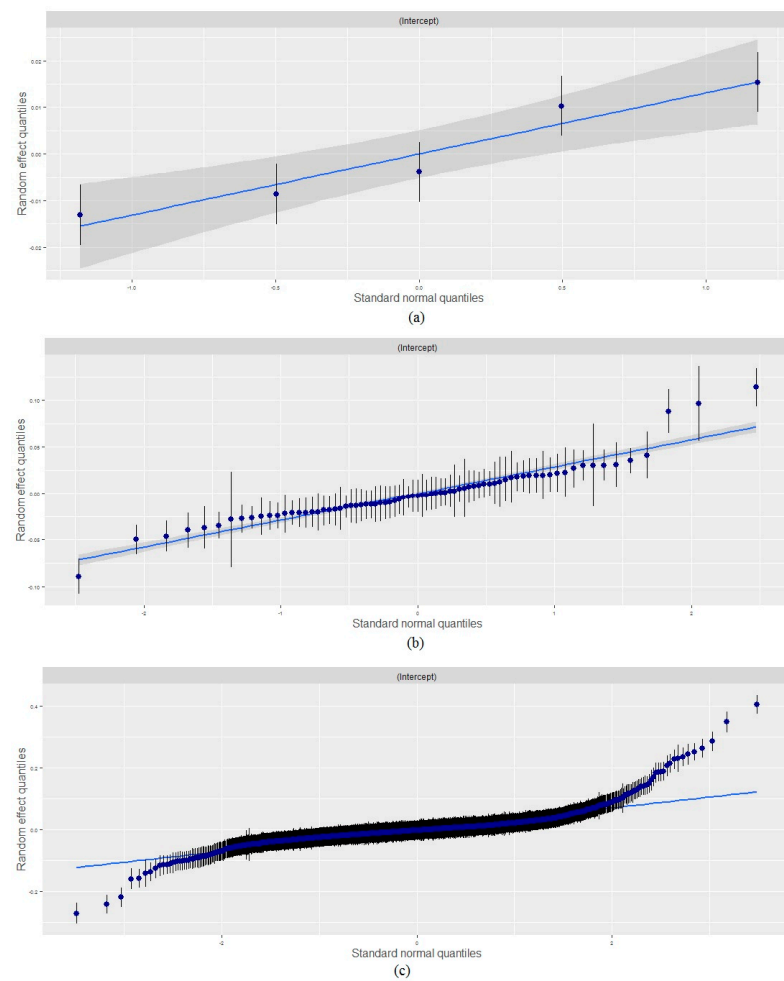 (Intercept)
Random effect quantiles
0.02
0.01
0.00
-0.01
-0.02
-1.0
-0.5
0.0
0.5
1.0
Standard normal quantiles
(a)
(Intercept)
Random effect quantiles
0.10
0.05
0.00
-0.05
-0.10
-2
-1
0
1
2
Standard normal quantiles
(b)
(Intercept)
Random effect quantiles
0.4
0.2
0.0
-0.2
-2
0
2
Standard normal quantiles
(c)